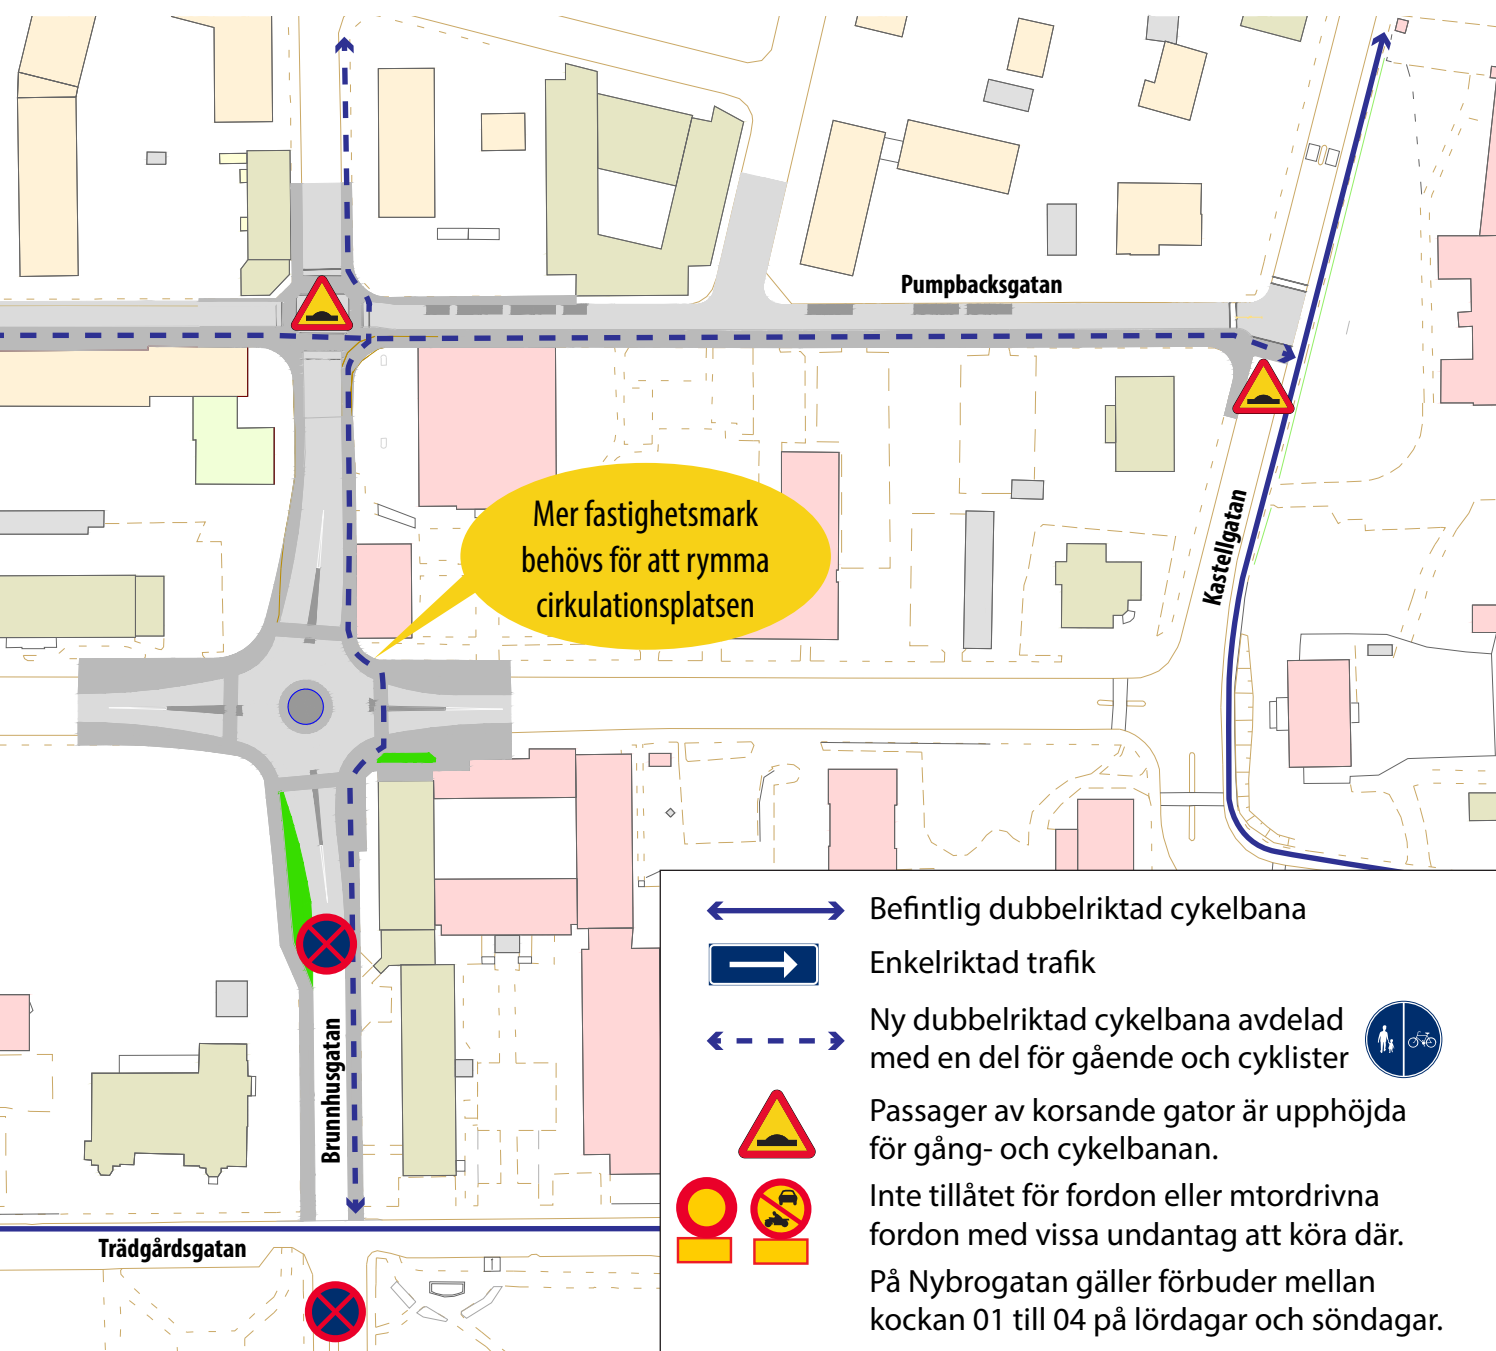 Pumpbacksgatan
Mer fastighetsmark
behövs för att rymma
cirkulationsplatsen
Kastellgatan
Brunnhusgatan
Trädgårdsgatan
Befintlig dubbelriktad cykelbana
Enkelriktad trafik
Ny dubbelriktad cykelbana avdelad
med en del för gående och cyklister
Passager av korsande gator är upphöjda
för gång- och cykelbanan.
Inte tillåtet för fordon eller mtordrivna
fordon med vissa undantag att köra där.
På Nybrogatan gäller förbuder mellan
kockan 01 till 04 på lördagar och söndagar.